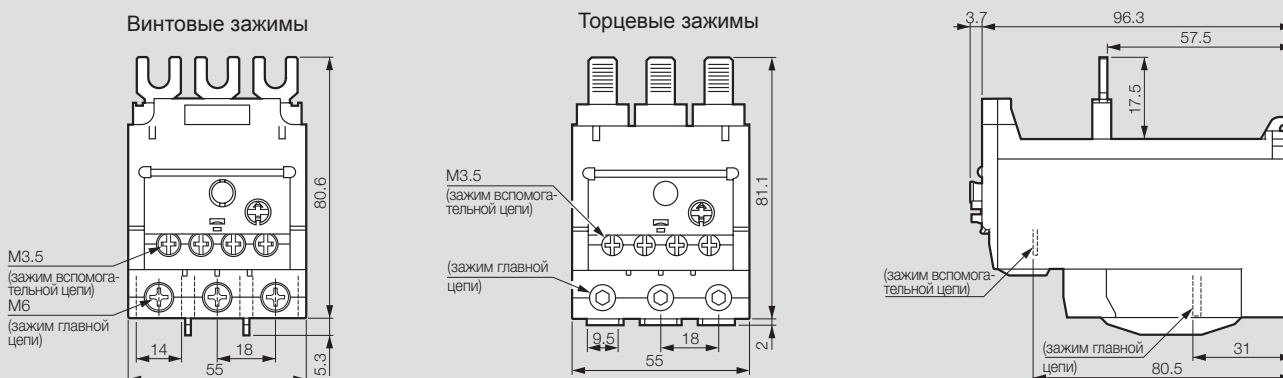 Винтовые зажимы
80.6
M3.5
(зажим вспомога-
тельной цепи)
M6
(зажим главной
цепи)
14
18
5.3
55
Торцевые зажимы
M3.5
(зажим вспомога-
тельной цепи)
81.1
(зажим главной
цепи)
9.5
18
2
55
3.7
96.3
57.5
17.5
(зажим вспомога-
тельной цепи)
(зажим главной
цепи)
31
80.5